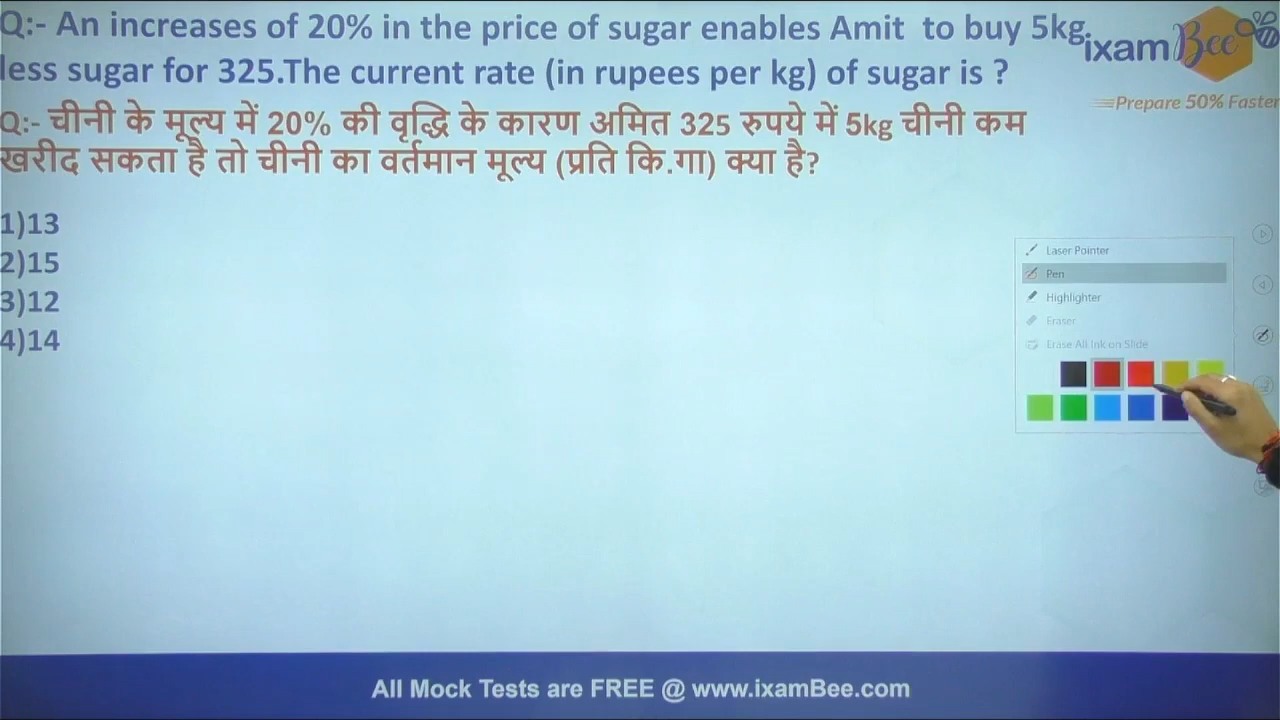 Q:- An increases of 20% in the price of sugar enables Amit to buy 5kg
less sugar for 325.The current rate (in rupees per kg) of sugar is ?
ixamBee
Prepare 50% Faster
Q:- चीनी के मूल्य में 20% की वृद्धि के कारण अमित 325 रुपये में 5kg चीनी कम
खरीद सकता है तो चीनी का वर्तमान मूल्य (प्रति कि.गा) क्या है?
1)13
2)15
3)12
4)14
Laser Pointer
Pen
Highlighter
Eraser
Erase All Ink on Slide
All Mock Tests are FREE @ www.ixamBee.com